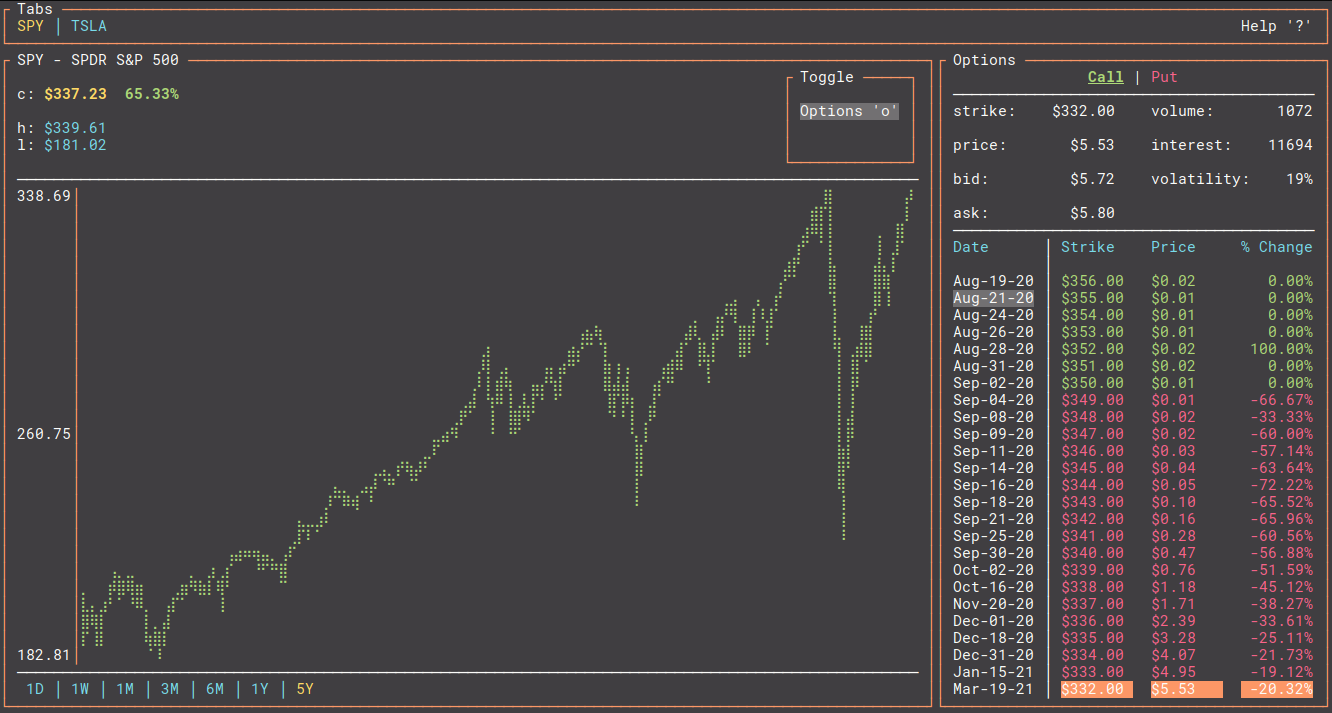 Tabs
SPY | TSLA Help '?'
SPY - SPDR S&P 500
c: $337.23 65.33%
h: $339.61
l: $181.02
Toggle
Options 'o'
338.69
260.75
182.81
1D | 1W | 1M | 3M | 6M | 1Y | 5Y
Options
Call | Put
strike: $332.00 volume: 1072
price: $5.53 interest: 11694
bid: $5.72 volatility: 19%
ask: $5.80
Date Strike Price % Change
Aug-19-20 $356.00 $0.02 0.00%
Aug-21-20 $355.00 $0.01 0.00%
Aug-24-20 $354.00 $0.01 0.00%
Aug-26-20 $353.00 $0.01 0.00%
Aug-28-20 $352.00 $0.02 100.00%
Aug-31-20 $351.00 $0.02 0.00%
Sep-02-20 $350.00 $0.01 0.00%
Sep-04-20 $349.00 $0.01 -66.67%
Sep-08-20 $348.00 $0.02 -33.33%
Sep-09-20 $347.00 $0.02 -60.00%
Sep-11-20 $346.00 $0.03 -57.14%
Sep-14-20 $345.00 $0.04 -63.64%
Sep-16-20 $344.00 $0.05 -72.22%
Sep-18-20 $343.00 $0.10 -65.52%
Sep-21-20 $342.00 $0.16 -65.96%
Sep-25-20 $341.00 $0.28 -60.56%
Sep-30-20 $340.00 $0.47 -56.88%
Oct-02-20 $339.00 $0.76 -51.59%
Oct-16-20 $338.00 $1.18 -45.12%
Nov-20-20 $337.00 $1.71 -38.27%
Dec-01-20 $336.00 $2.39 -33.61%
Dec-18-20 $335.00 $3.28 -25.11%
Dec-31-20 $334.00 $4.07 -21.73%
Jan-15-21 $333.00 $4.95 -19.12%
Mar-19-21 $332.00 $5.53 -20.32%